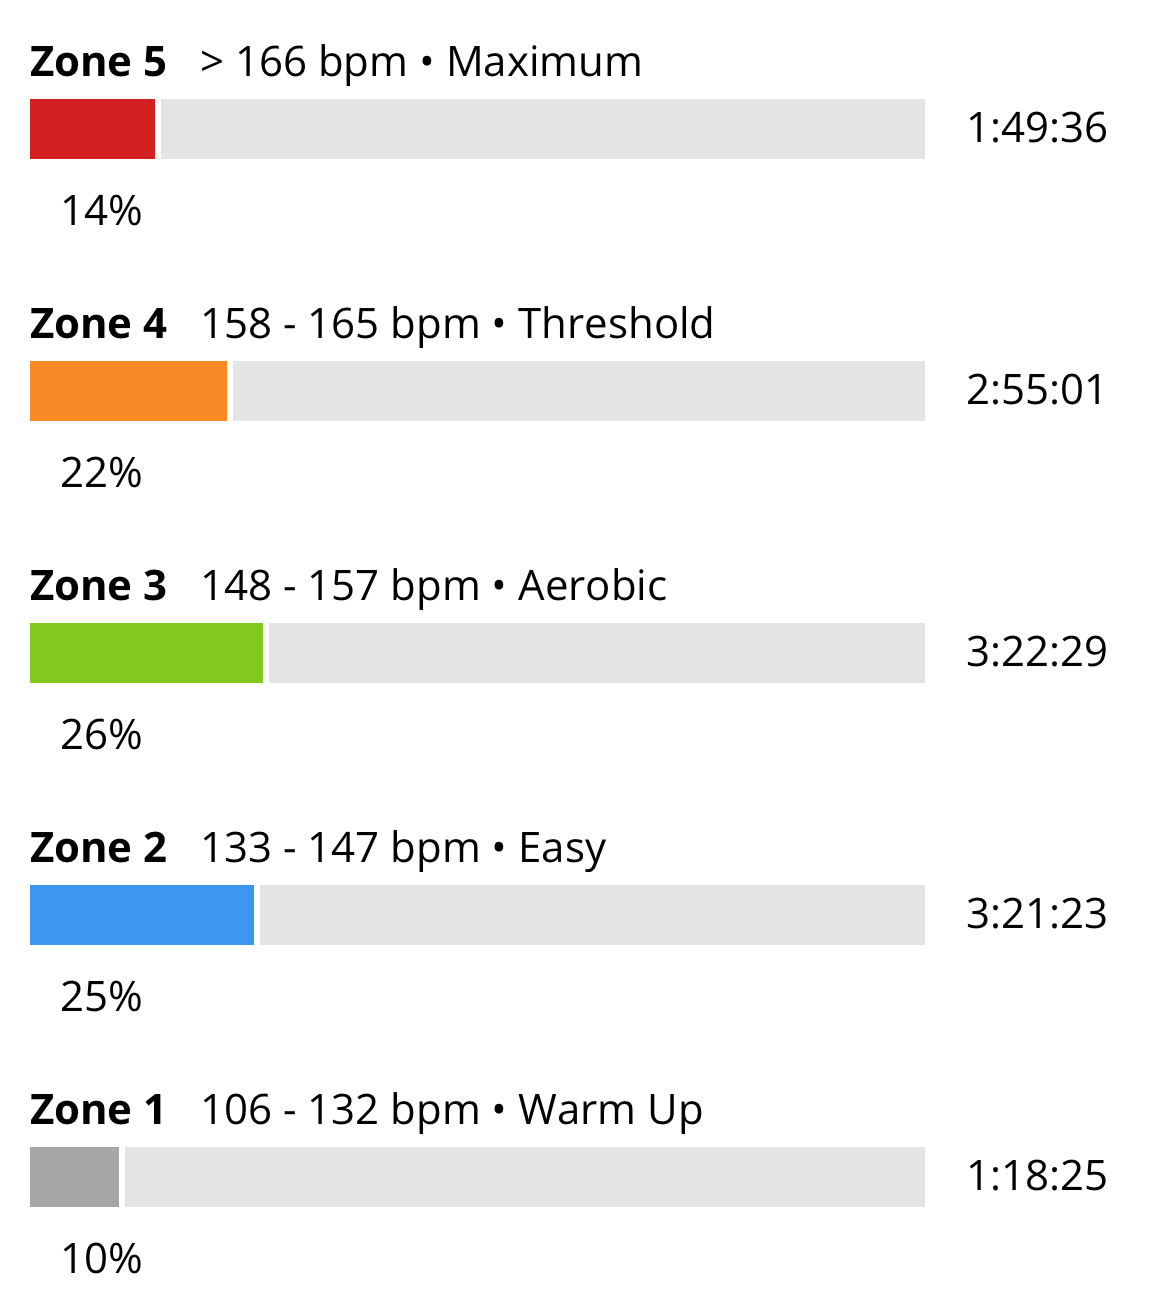 Zone 5 > 166 bpm • Maximum
1:49:36
14%
Zone 4 158 - 165 bpm • Threshold
2:55:01
22%
Zone 3 148 - 157 bpm • Aerobic
3:22:29
26%
Zone 2 133 - 147 bpm • Easy
3:21:23
25%
Zone 1 106 - 132 bpm • Warm Up
1:18:25
10%